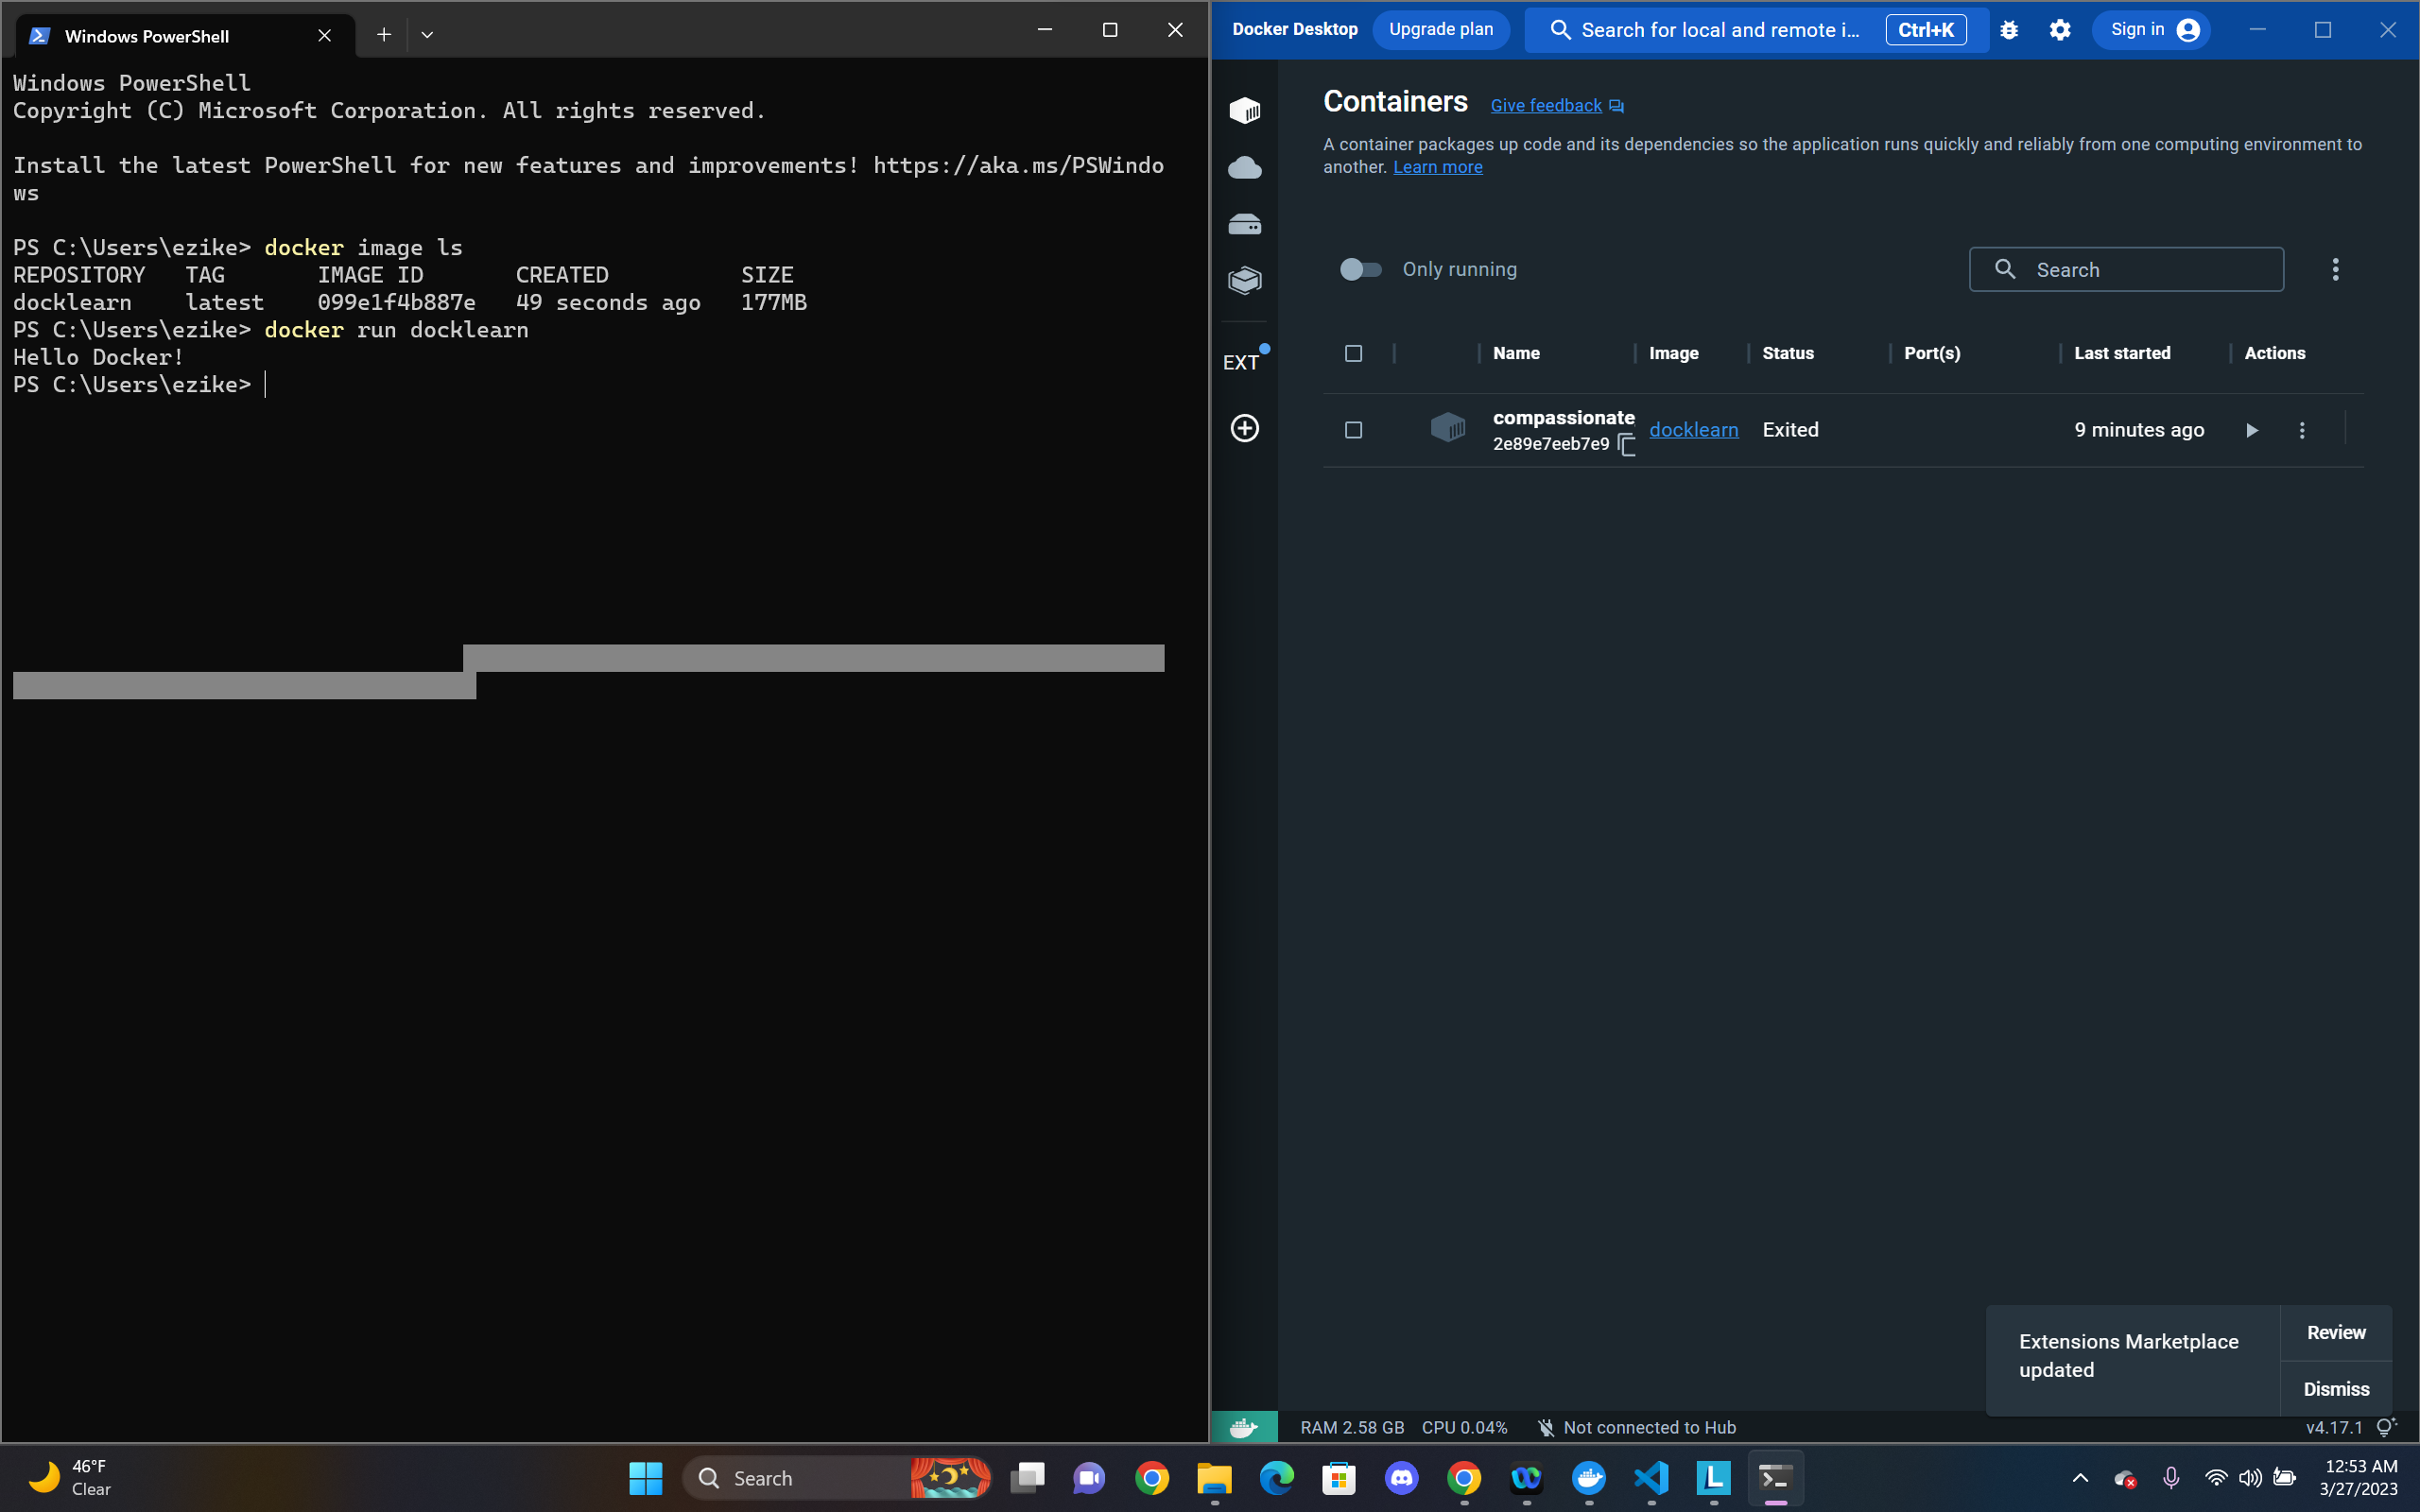 Windows PowerShell
Windows PowerShell
Copyright (C) Microsoft Corporation. All rights reserved.
Install the latest PowerShell for new features and improvements! https://aka.ms/PSWindo
ws
PS C:\Users\ezike> docker image ls
REPOSITORY   TAG       IMAGE ID       CREATED          SIZE
docklearn    latest    099e1f4b887e   49 seconds ago   177MB
PS C:\Users\ezike> docker run docklearn
Hello Docker!
PS C:\Users\ezike>
Docker Desktop Upgrade plan Search for local and remote i... Ctrl+K Sign in
Containers Give feedback
A container packages up code and its dependencies so the application runs quickly and reliably from one computing environment to
another. Learn more
Only running Search
EXT
Name Image Status Port(s) Last started Actions
compassionate
2e89e7eeb7e9 docklearn Exited 9 minutes ago
Extensions Marketplace
updated
Review
Dismiss
RAM 2.58 GB CPU 0.04% Not connected to Hub v4.17.1
46°F
Clear
Search
L
12:53 AM
3/27/2023